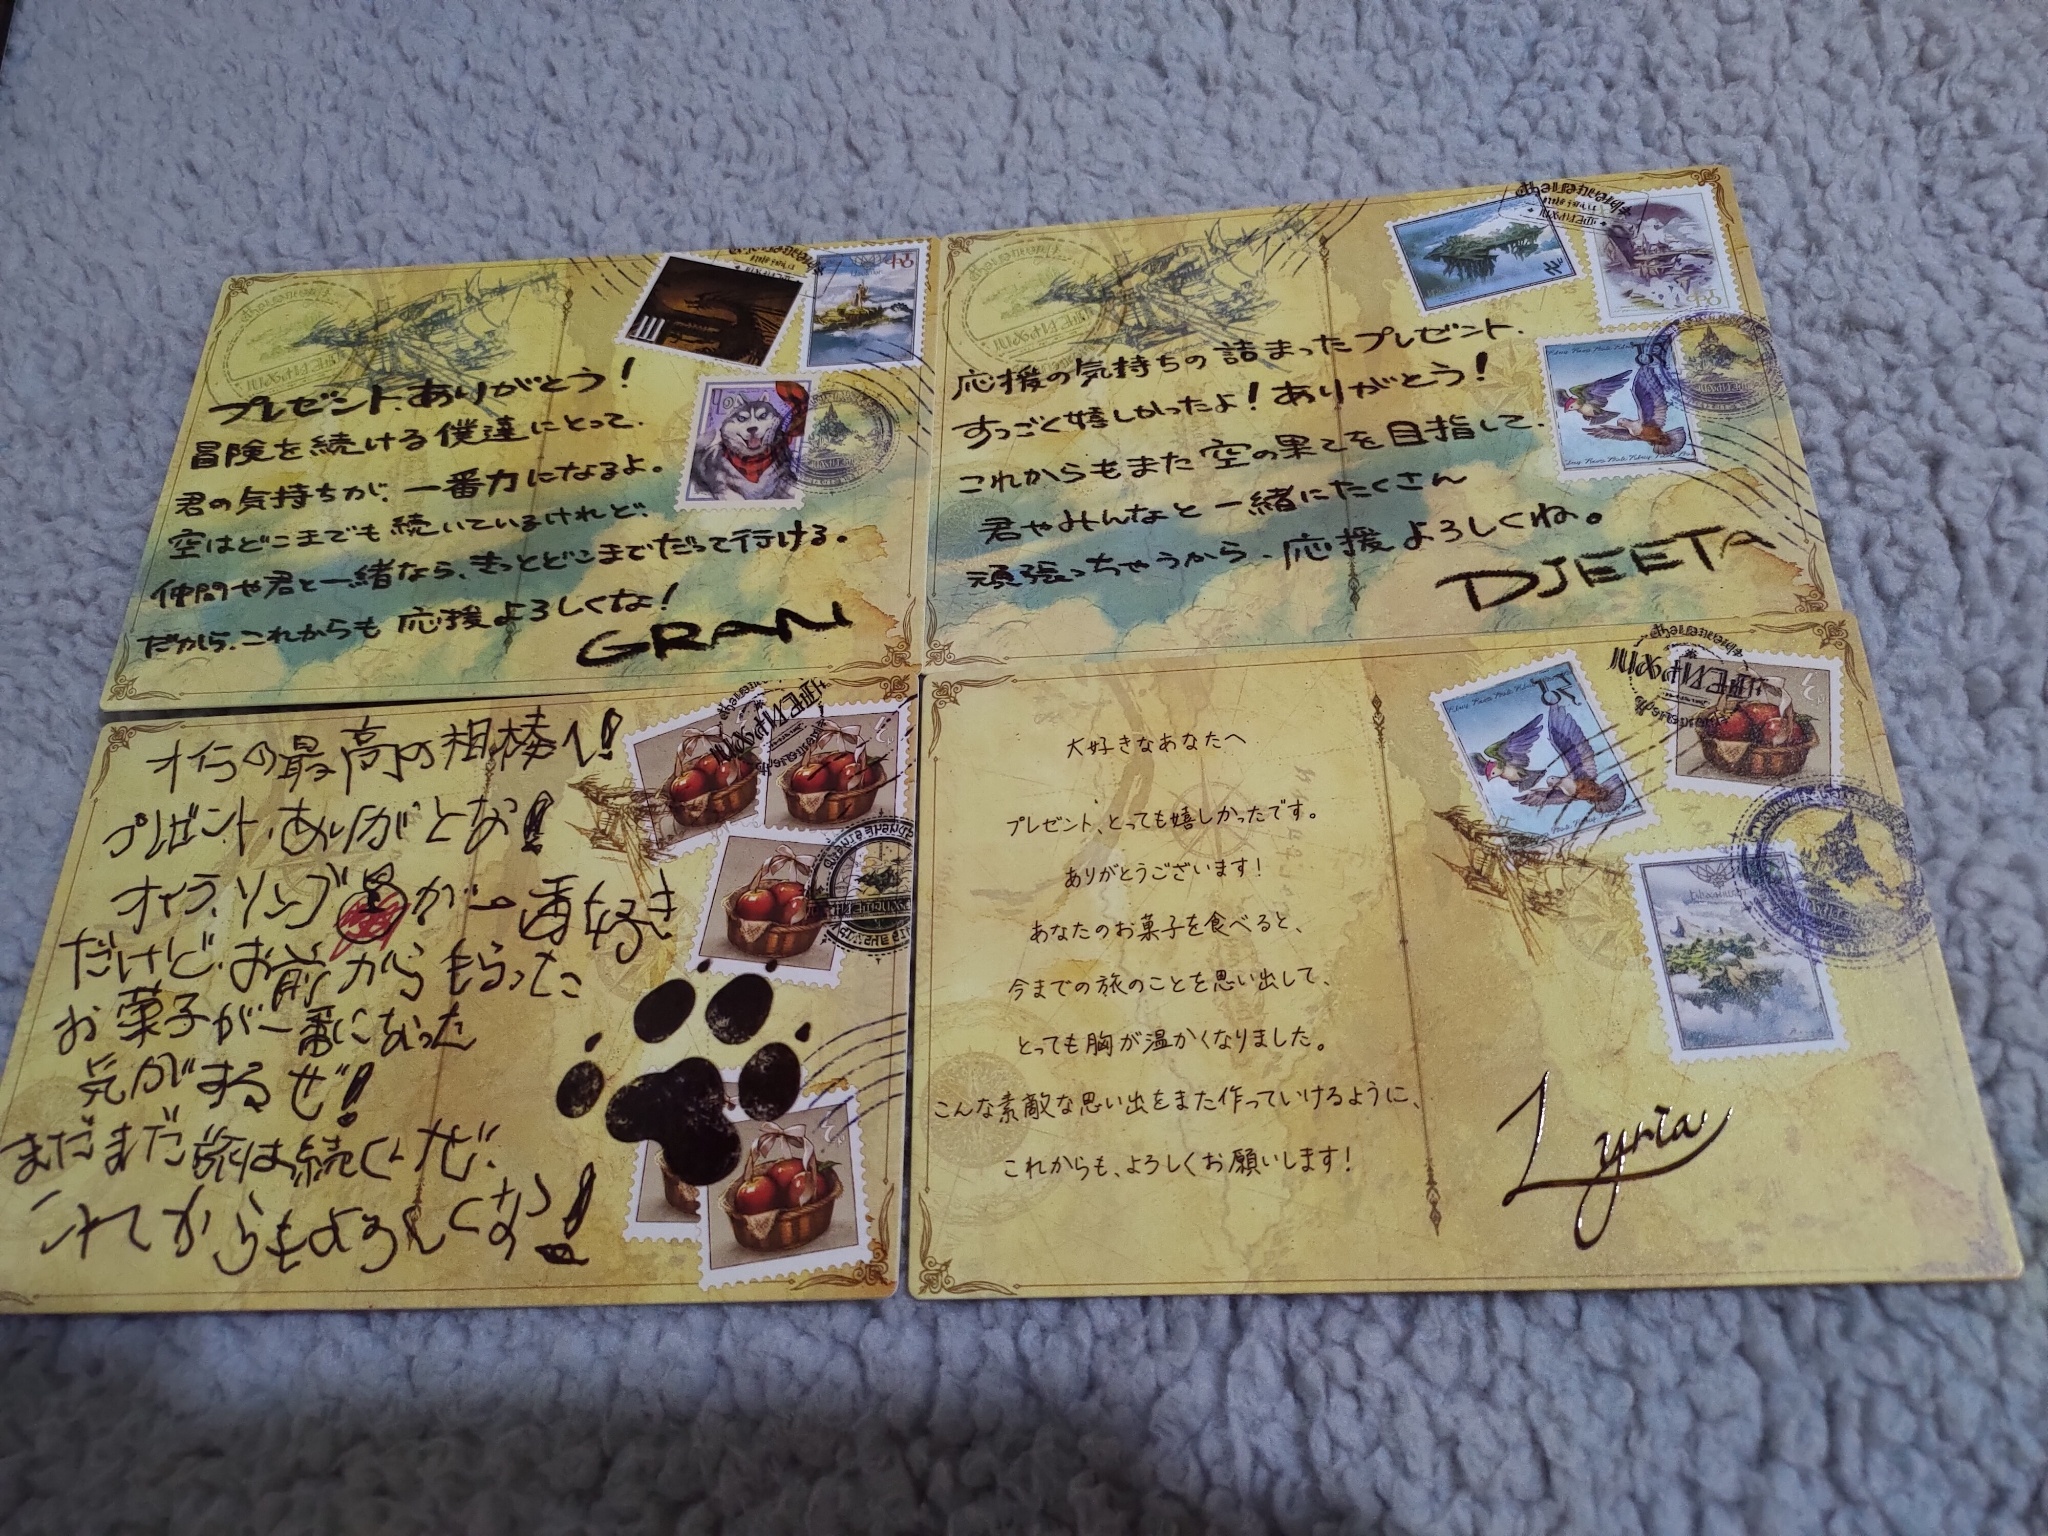 プレゼント、ありがとう！
冒険を続ける僕達にとって、
君の気持ちが、一番力になるよ。
空はどこまでも続いているけれど、
仲間や君と一緒なら、きっとどこまでだって行ける。
だから、これからも応援よろしくな！
GRAN
応援の気持ちの詰まったプレゼント、
すっごく嬉しかったよ！ありがとう！
これからもまた空の果てを目指して、
君やみんなと一緒にたくさん
頑張っちゃうから、応援よろしくね。
DJEETA
オイラの最高の相棒へ！
プレゼント、ありがとな！
オイラ、リンゴが一番好き
だけど、お前からもらった
お菓子が一番になった
気がするぜ！
まだまだ旅は続くぜ、
これからもよろしくなっ！
大好きなあなたへ
プレゼント、とっても嬉しかったです。
ありがとうございます！
あなたのお菓子を食べると、
今までの旅のことを思い出して、
とっても胸が温かくなりました。
こんな素敵な思い出をまた作っていけるように、
これからも、よろしくお願いします！
Lyria